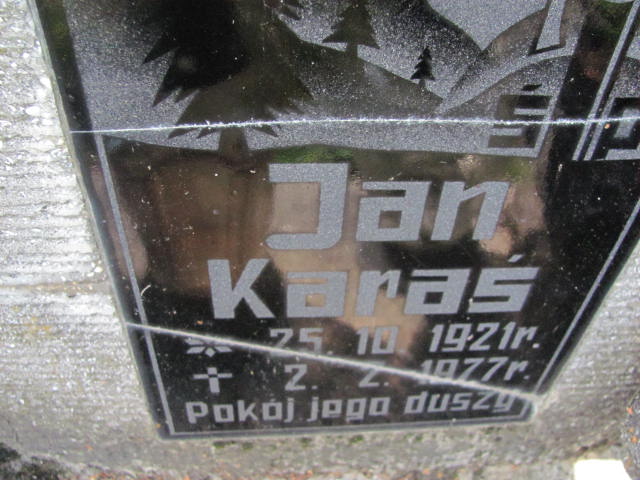 Ś P
Jan
Karaś
25. 10. 1921r.
2. 2. 1977r.
Pokój jego duszy